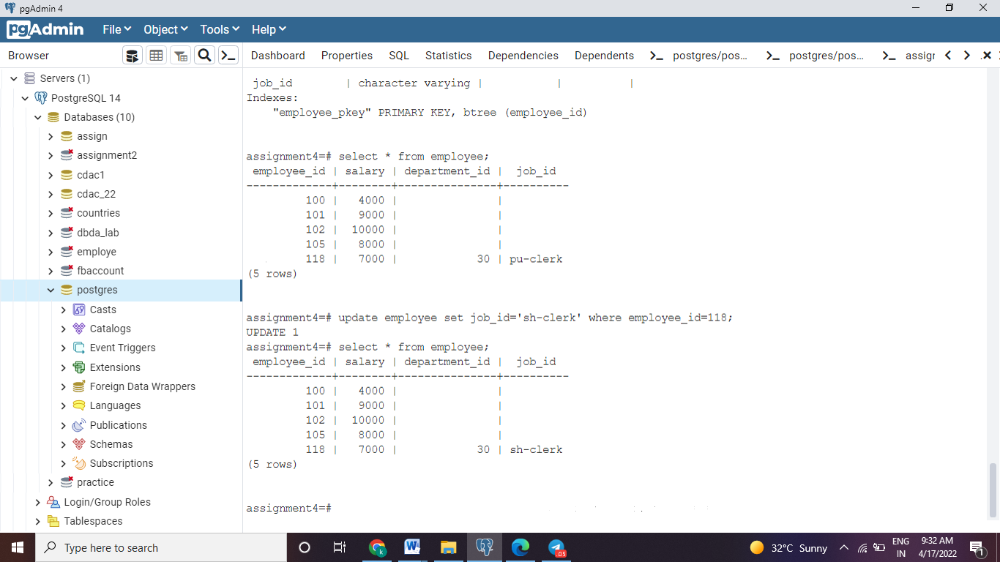 pgAdmin 4
pgAdmin File Object Tools Help
Browser
Dashboard Properties SQL Statistics Dependencies Dependents postgres/pos... postgres/pos... assigr
Servers (1)
PostgreSQL 14
Databases (10)
assign
assignment2
cdac1
cdac_22
countries
dbda_lab
employe
fbaccount
postgres
Casts
Catalogs
Event Triggers
Extensions
Foreign Data Wrappers
Languages
Publications
Schemas
Subscriptions
practice
Login/Group Roles
Tablespaces
job_id | character varying | | |
Indexes:
"employee_pkey" PRIMARY KEY, btree (employee_id)
assignment4=# select * from employee;
employee_id | salary | department_id | job_id
-------------+--------+---------------+----------
100 | 4000 | |
101 | 9000 | |
102 | 10000 | |
105 | 8000 | |
118 | 7000 | 30 | pu-clerk
(5 rows)
assignment4=# update employee set job_id='sh-clerk' where employee_id=118;
UPDATE 1
assignment4=# select * from employee;
employee_id | salary | department_id | job_id
-------------+--------+---------------+----------
100 | 4000 | |
101 | 9000 | |
102 | 10000 | |
105 | 8000 | |
118 | 7000 | 30 | sh-clerk
(5 rows)
assignment4=#
Type here to search
32°C Sunny
ENG
IN
9:32 AM
4/17/2022
1